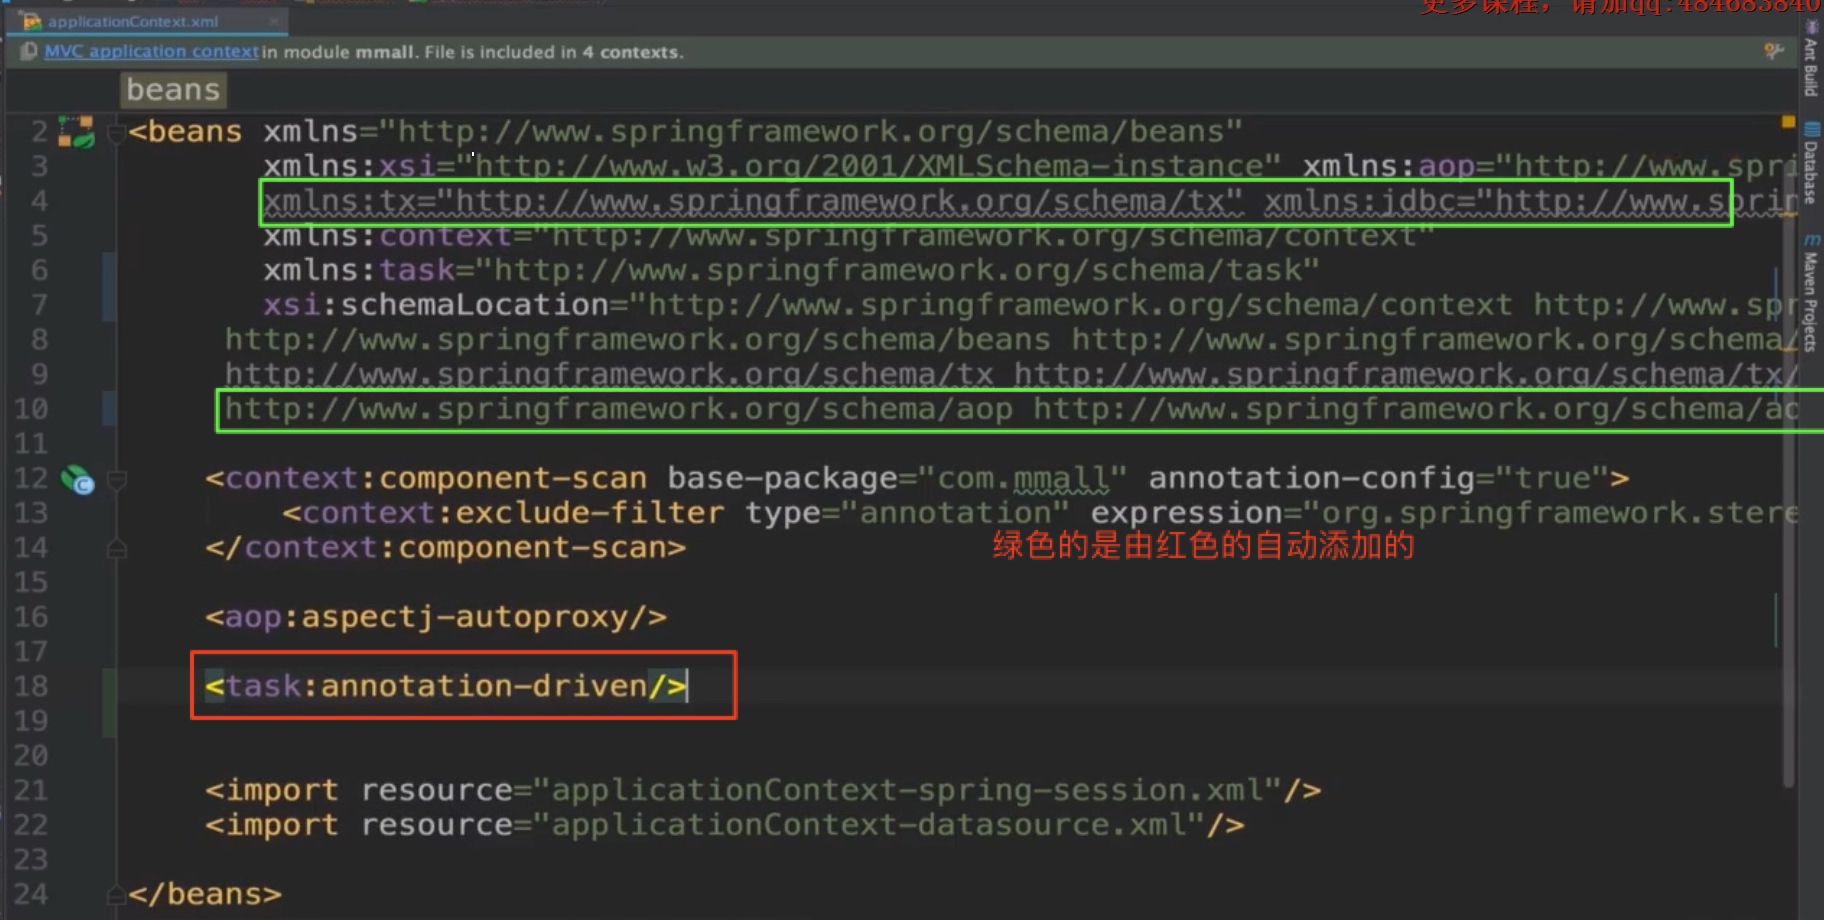 更多课程，请加qq:484683840
applicationContext.xml
MVC application context in module mmall. File is included in 4 contexts.
beans
2 <beans xmlns="http://www.springframework.org/schema/beans"
3 xmlns:xsi="http://www.w3.org/2001/XMLSchema-instance" xmlns:aop="http://www.spri
4 xmlns:tx="http://www.springframework.org/schema/tx" xmlns:jdbc="http://www.sprin
5 xmlns:context="http://www.springframework.org/schema/context"
6 xmlns:task="http://www.springframework.org/schema/task"
7 xsi:schemaLocation="http://www.springframework.org/schema/context http://www.spr
8 http://www.springframework.org/schema/beans http://www.springframework.org/schema/
9 http://www.springframework.org/schema/tx http://www.springframework.org/schema/tx/
10 http://www.springframework.org/schema/aop http://www.springframework.org/schema/ao
11
12 <context:component-scan base-package="com.mmall" annotation-config="true">
13 <context:exclude-filter type="annotation" expression="org.springframework.stere
绿色的是由红色的自动添加的
14 </context:component-scan>
15
16 <aop:aspectj-autoproxy/>
17
18 <task:annotation-driven/>
19
20
21 <import resource="applicationContext-spring-session.xml"/>
22 <import resource="applicationContext-datasource.xml"/>
23
24 </beans>
Ant Build
Database
Maven Projects